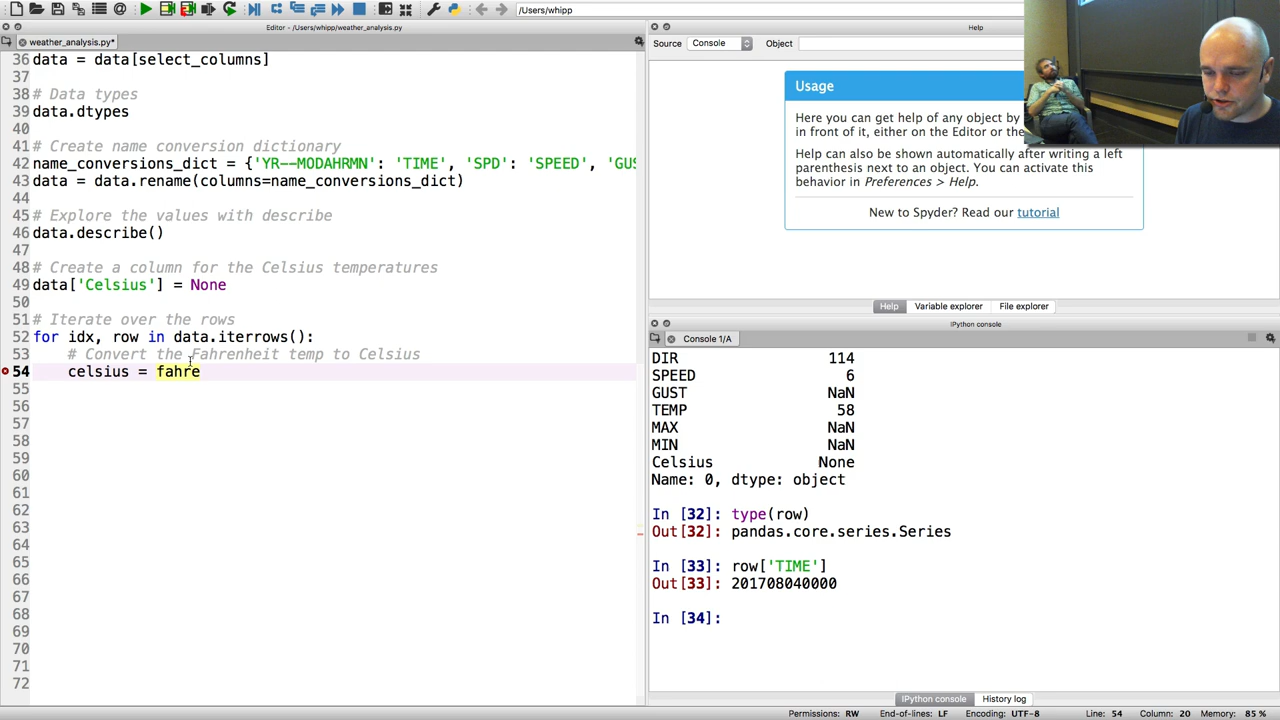 /Users/whipp
Editor - /Users/whipp/weather_analysis.py
Help
weather_analysis.py*
Source Console Object
36 data = data[select_columns]
37
38 # Data types
39 data.dtypes
40
41 # Create name conversion dictionary
42 name_conversions_dict = {'YR--MODAHRMN': 'TIME', 'SPD': 'SPEED', 'GUS
43 data = data.rename(columns=name_conversions_dict)
44
45 # Explore the values with describe
46 data.describe()
47
48 # Create a column for the Celsius temperatures
49 data['Celsius'] = None
50
51 # Iterate over the rows
52 for idx, row in data.iterrows():
53 # Convert the Fahrenheit temp to Celsius
54 celsius = fahre
55
56
57
58
59
60
61
62
63
64
65
66
67
68
69
70
71
72
Usage
Here you can get help of any object by
in front of it, either on the Editor or the
Help can also be shown automatically after writing a left
parenthesis next to an object. You can activate this
behavior in Preferences > Help.
New to Spyder? Read our tutorial
Help Variable explorer File explorer
IPython console
Console 1/A
DIR 114
SPEED 6
GUST NaN
TEMP 58
MAX NaN
MIN NaN
Celsius None
Name: 0, dtype: object
In [32]: type(row)
Out[32]: pandas.core.series.Series
In [33]: row['TIME']
Out[33]: 201708040000
In [34]:
IPython console History log
Permissions: RW End-of-lines: LF Encoding: UTF-8 Line: 54 Column: 20 Memory: 85 %